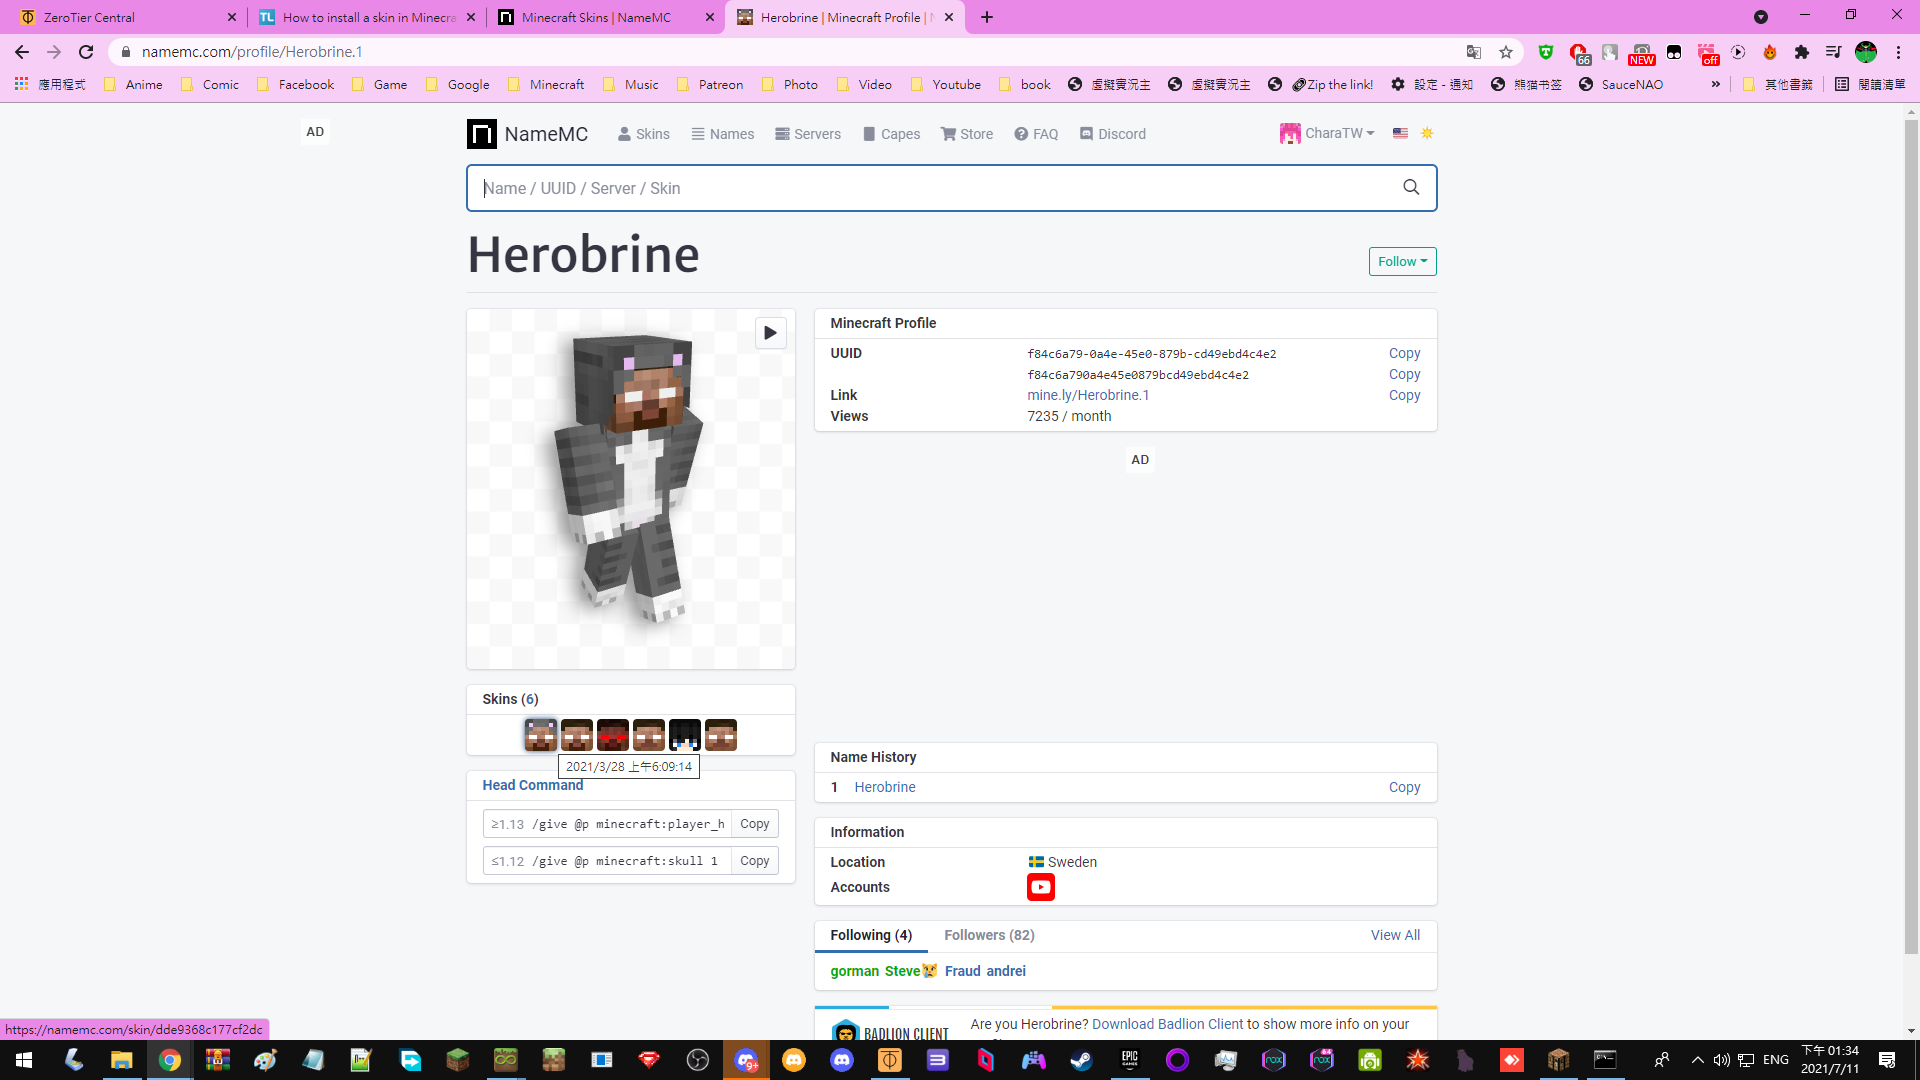 ZeroTier Central
How to install a skin in Minecra
Minecraft Skins | NameMC
Herobrine | Minecraft Profile |
namemc.com/profile/Herobrine.1
66
NEW
off
應用程式
Anime
Comic
Facebook
Game
Google
Minecraft
Music
Patreon
Photo
Video
Youtube
book
虛擬實況主
虛擬實況主
Zip the link!
設定 - 通知
熊猫书签
SauceNAO
»
其他書籤
閱讀清單
AD
NameMC
Skins
Names
Servers
Capes
Store
FAQ
Discord
CharaTW
Name / UUID / Server / Skin
Herobrine
Follow
Minecraft Profile
UUID
f84c6a79-0a4e-45e0-879b-cd49ebd4c4e2
Copy
f84c6a790a4e45e0879bcd49ebd4c4e2
Copy
Link
mine.ly/Herobrine.1
Copy
Views
7235 / month
AD
Skins (6)
2021/3/28 上午6:09:14
Head Command
≥1.13 /give @p minecraft:player_h
Copy
≤1.12 /give @p minecraft:skull 1
Copy
Name History
1 Herobrine
Copy
Information
Location
Sweden
Accounts
Following (4)
Followers (82)
View All
gorman Steve Fraud andrei
BADLION CLIENT
Are you Herobrine? Download Badlion Client to show more info on your
https://namemc.com/skin/dde9368c177cf2dc
9+
EPIC GAMES
ENG
下午 01:34
2021/7/11